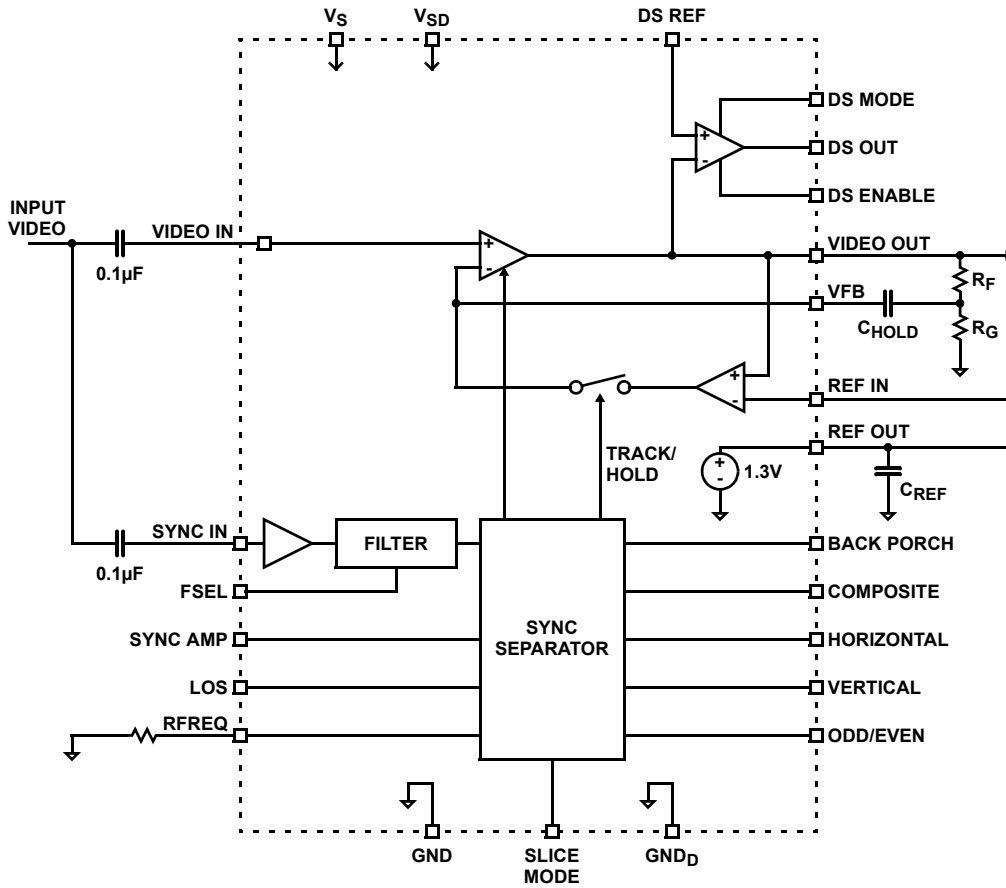 VS
VSD
DS REF
DS MODE
+
-
DS OUT
DS ENABLE
INPUT
VIDEO
VIDEO IN
0.1µF
+
-
VIDEO OUT
RF
VFB
CHOLD
RG
+
-
REF IN
REF OUT
TRACK/
HOLD
+
-
1.3V
CREF
SYNC IN
0.1µF
FILTER
BACK PORCH
FSEL
COMPOSITE
SYNC
SEPARATOR
SYNC AMP
HORIZONTAL
LOS
VERTICAL
RFREQ
ODD/EVEN
GND
SLICE
MODE
GNDD